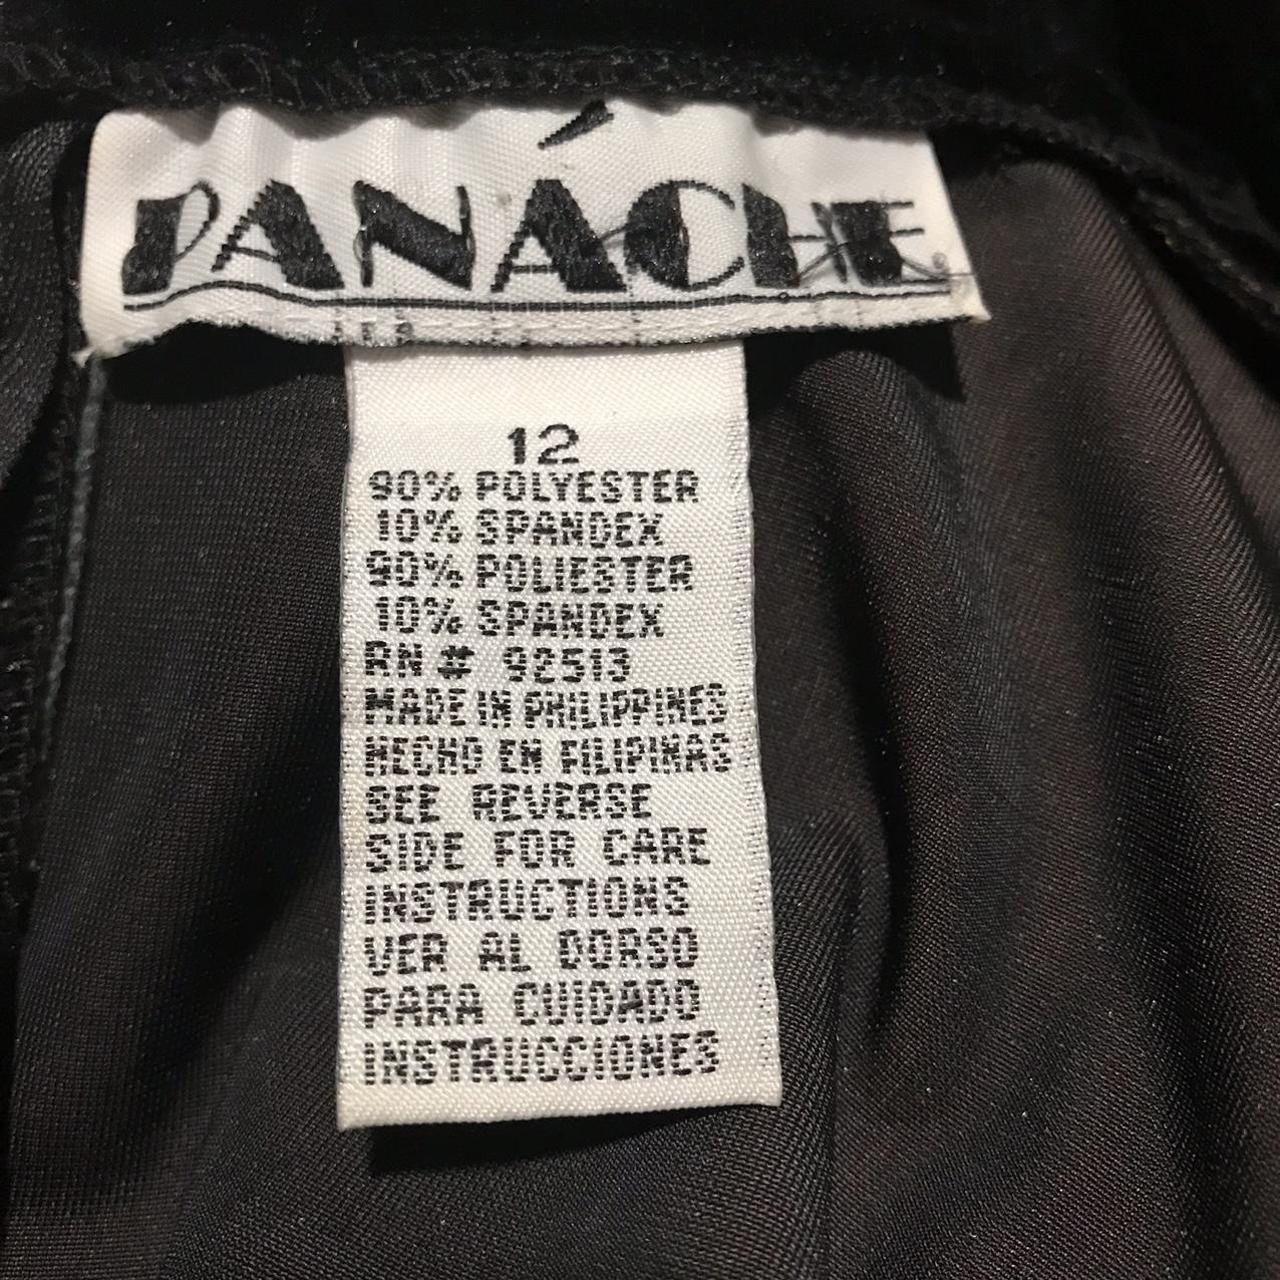 PANÁCHE
12
90% POLYESTER
10% SPANDEX
90% POLIESTER
10% SPANDEX
RN # 92513
MADE IN PHILIPPINES
HECHO EN FILIPINAS
SEE REVERSE
SIDE FOR CARE
INSTRUCTIONS
VER AL DORSO
PARA CUIDADO
INSTRUCCIONES